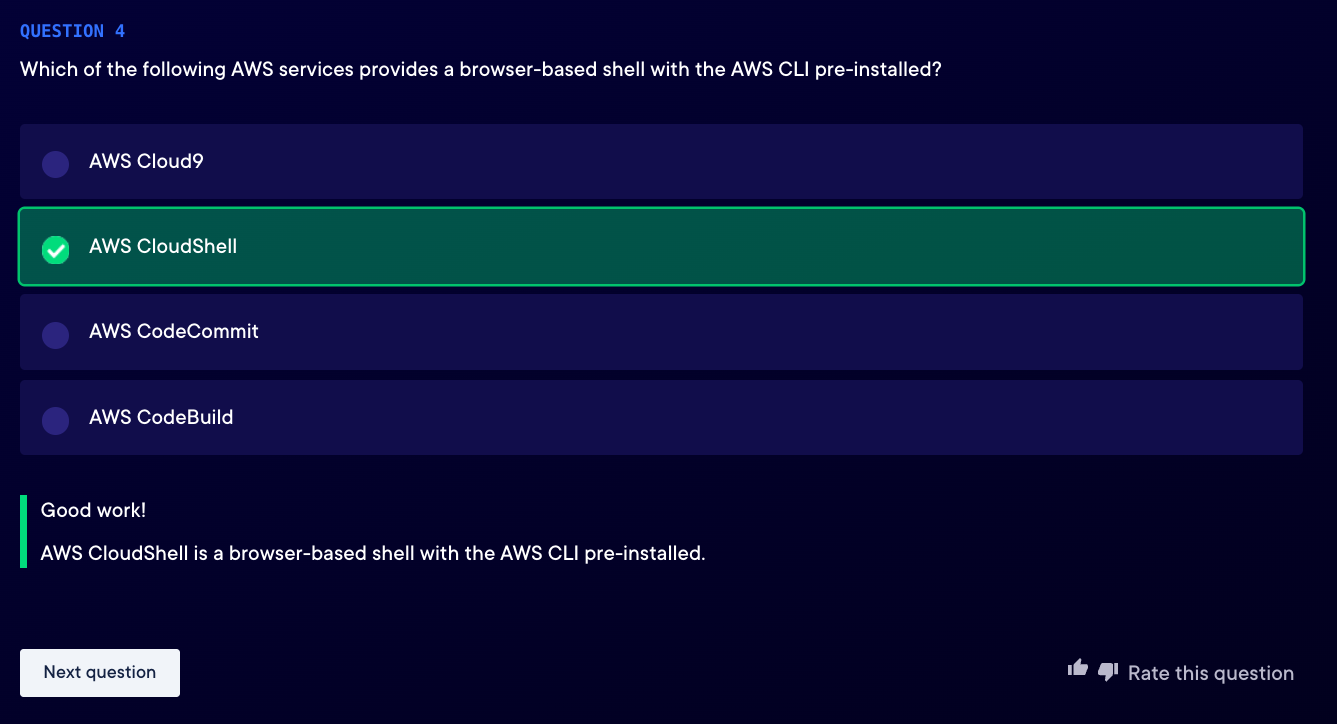 QUESTION 4
Which of the following AWS services provides a browser-based shell with the AWS CLI pre-installed?
AWS Cloud9
AWS CloudShell
AWS CodeCommit
AWS CodeBuild
Good work!
AWS CloudShell is a browser-based shell with the AWS CLI pre-installed.
Next question
Rate this question